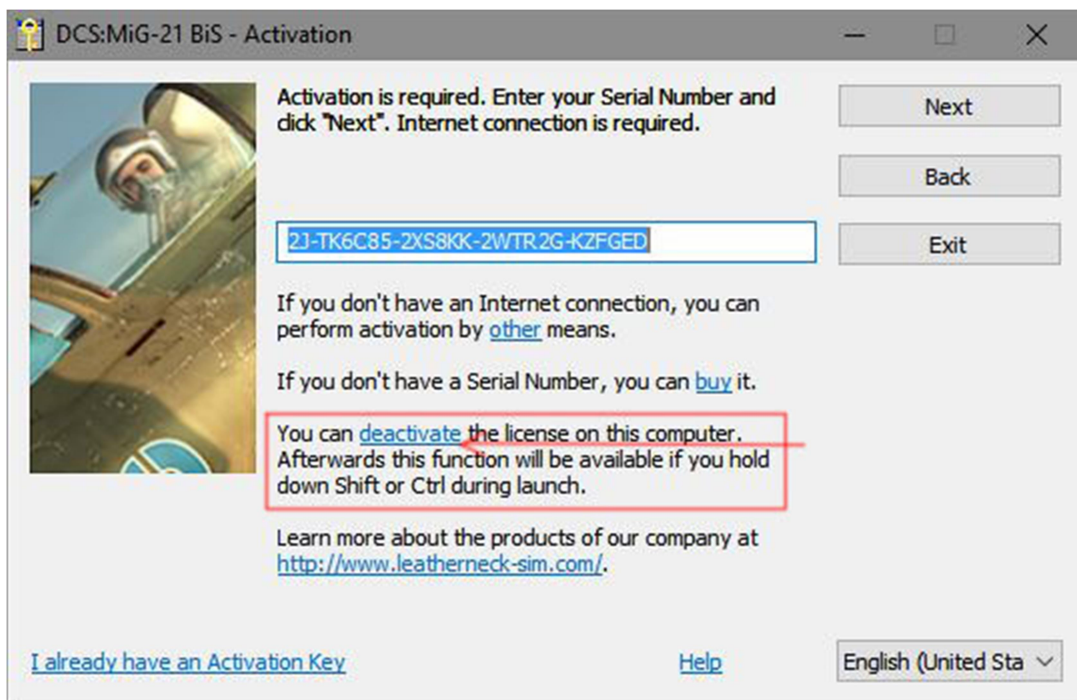 DCS:MiG-21 BiS - Activation
Activation is required. Enter your Serial Number and
click "Next". Internet connection is required.
Next
Back
2J-TK6C85-2XS8KK-2WTR2G-KZFGED
Exit
If you don't have an Internet connection, you can
perform activation by other means.
If you don't have a Serial Number, you can buy it.
You can deactivate the license on this computer.
Afterwards this function will be available if you hold
down Shift or Ctrl during launch.
Learn more about the products of our company at
http://www.leatherneck-sim.com/.
I already have an Activation Key
Help
English (United Sta